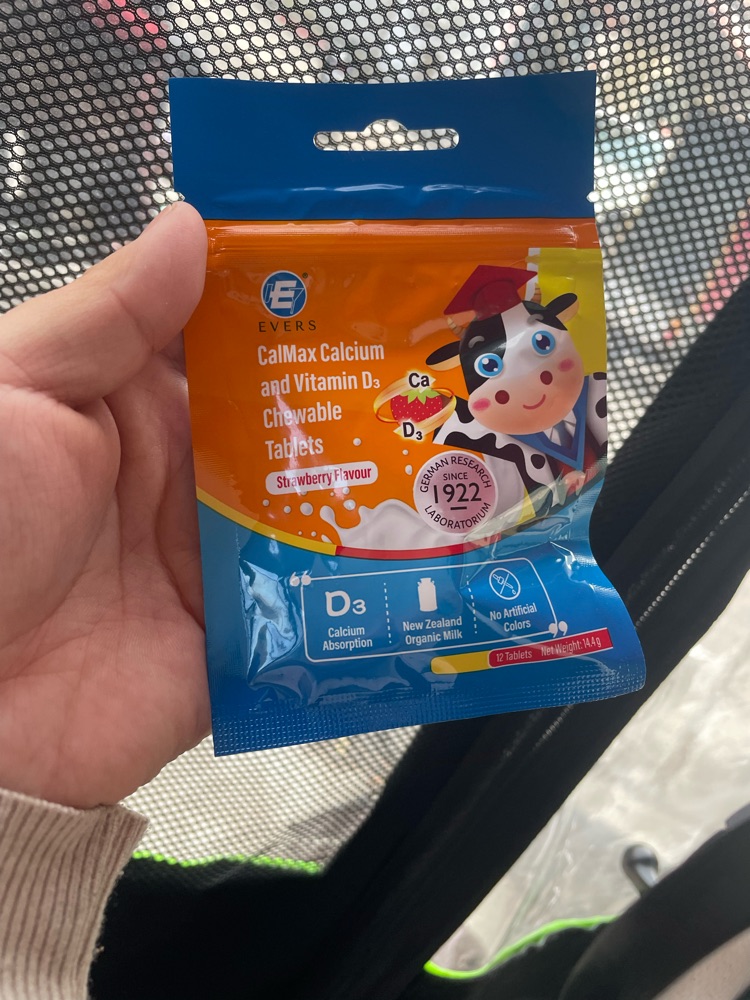 E
EVERS
CalMax Calcium
and Vitamin D₃
Chewable
Tablets
Strawberry Flavour
Ca
D₃
GERMAN RESEARCH
SINCE
1922
LABORATORIUM
D₃
Calcium
Absorption
New Zealand
Organic Milk
No Artificial
Colors
12 Tablets Net Weight: 14.4g